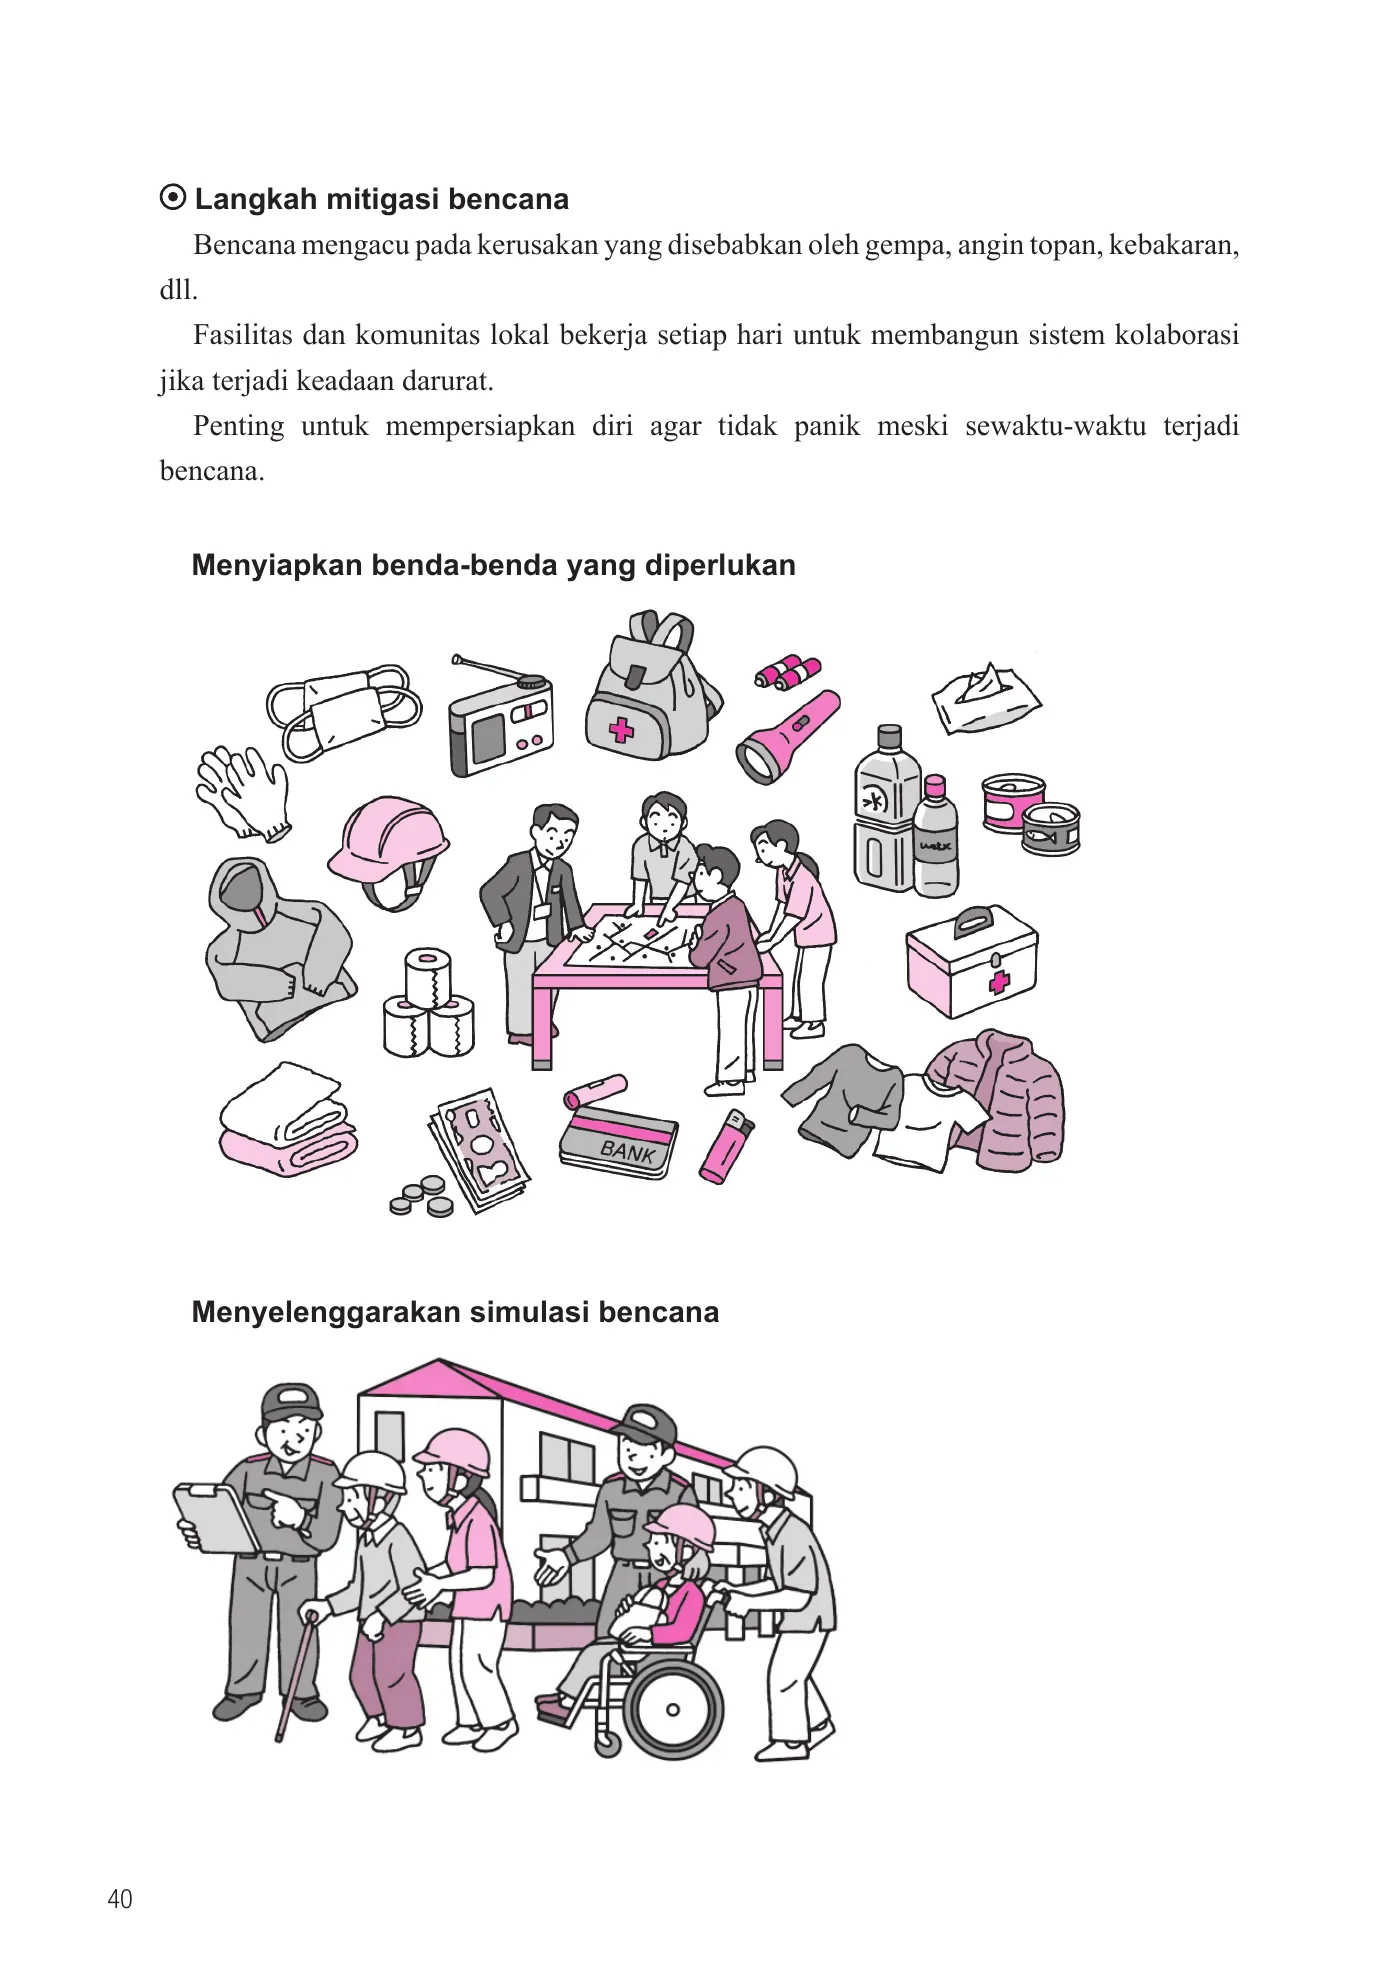 Langkah mitigasi bencana
Bencana mengacu pada kerusakan yang disebabkan oleh gempa, angin topan, kebakaran,
dll.
Fasilitas dan komunitas lokal bekerja setiap hari untuk membangun sistem kolaborasi
jika terjadi keadaan darurat.
Penting untuk mempersiapkan diri agar tidak panik meski sewaktu-waktu terjadi
bencana.
Menyiapkan benda-benda yang diperlukan
BANK
Menyelenggarakan simulasi bencana
40